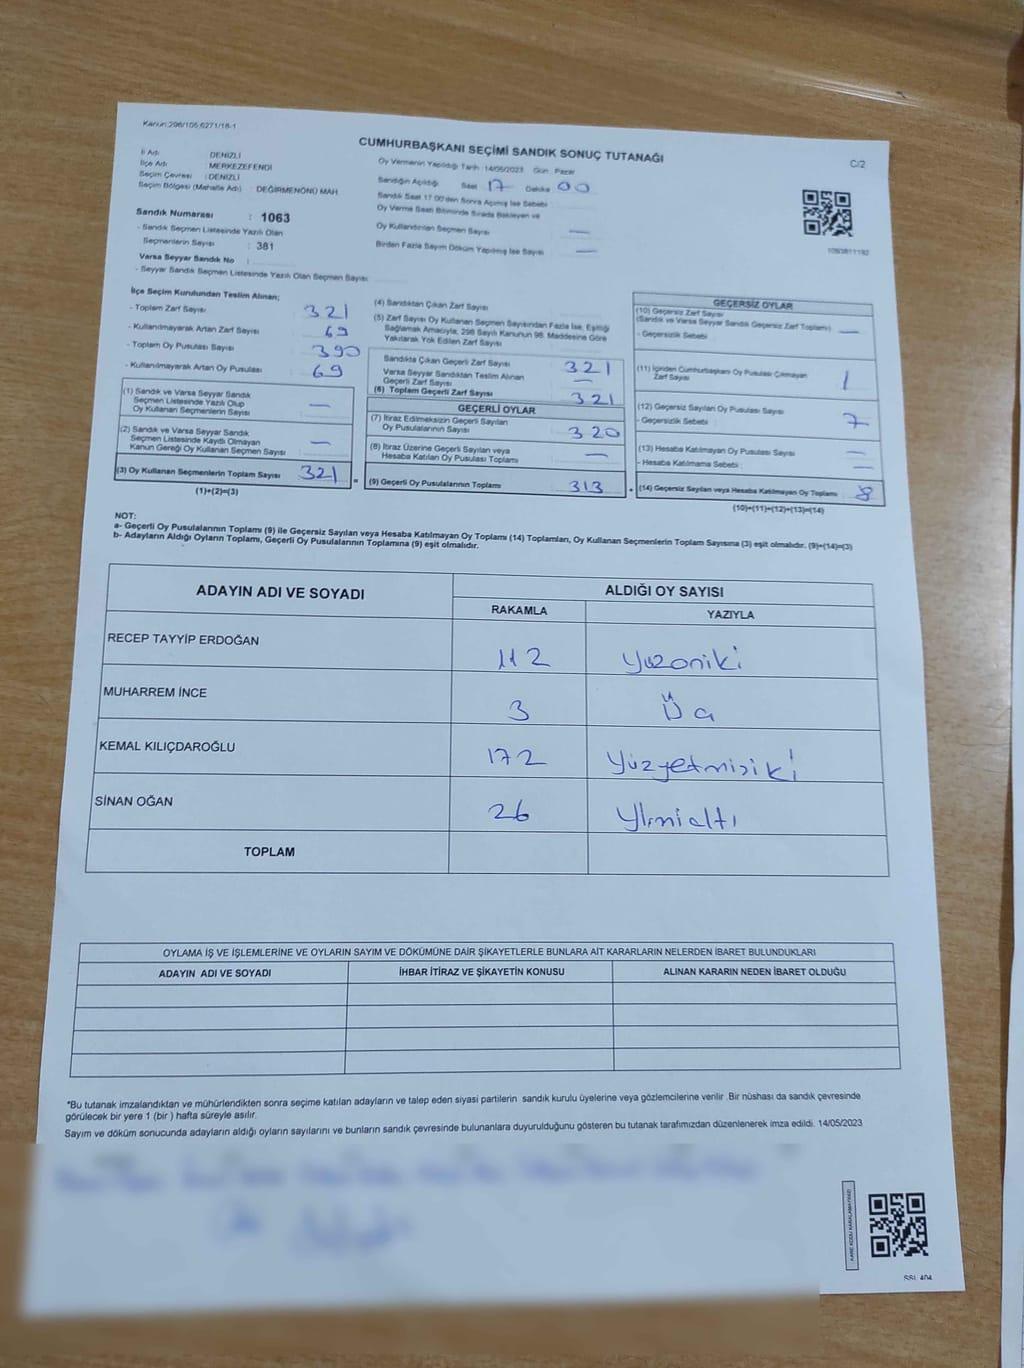 Kanun:298/105;6271/18-1
CUMHURBAŞKANI SEÇİMİ SANDIK SONUÇ TUTANAĞI
C/2
İl Adı : DENİZLİ
İlçe Adı : MERKEZEFENDİ
Seçim Çevresi : DENİZLİ
Seçim Bölgesi (Mahalle Adı) : DEĞİRMENÖNÜ MAH
Sandık Numarası : 1063
- Sandık Seçmen Listesinde Yazılı Olan
Seçmenlerin Sayısı : 381
Varsa Seyyar Sandık No :
- Seyyar Sandık Seçmen Listesinde Yazılı Olan Seçmen Sayısı:
Oy Vermenin Yapıldığı Tarih :14/05/2023 Gün : Pazar
Sandığın Açıldığı Saat 17 Dakika 00
Sandık Saat 17:00'den Sonra Açılmış İse Sebebi :
Oy Verme Saati Bitiminde Sırada Bekleyen ve
Oy Kullandırılan Seçmen Sayısı —
Birden Fazla Sayım Döküm Yapılmış İse Sayısı —
İlçe Seçim Kurulundan Teslim Alınan;
- Toplam Zarf Sayısı 321
- Kullanılmayarak Artan Zarf Sayısı 69
- Toplam Oy Pusulası Sayısı 390
- Kullanılmayarak Artan Oy Pusulası 69
(1) Sandık ve Varsa Seyyar Sandık
Seçmen Listesinde Yazılı Olup
Oy Kullanan Seçmenlerin Sayısı —
(2) Sandık ve Varsa Seyyar Sandık
Seçmen Listesinde Kayıtlı Olmayan
Kanun Gereği Oy Kullanan Seçmen Sayısı —
(3) Oy Kullanan Seçmenlerin Toplam Sayısı 321
(1)+(2)=(3)
(4) Sandıktan Çıkan Zarf Sayısı
(5) Zarf Sayısı Oy Kullanan Seçmen Sayısından Fazla İse, Eşitliği
Sağlamak Amacıyla, 298 Sayılı Kanunun 98. Maddesine Göre
Yakılarak Yok Edilen Zarf Sayısı
Sandıkta Çıkan Geçerli Zarf Sayısı 321
Varsa Seyyar Sandıktan Teslim Alınan
Geçerli Zarf Sayısı —
(6) Toplam Geçerli Zarf Sayısı 321
GEÇERLİ OYLAR
(7) İtiraz Edilmeksizin Geçerli Sayılan
Oy Pusulalarının Sayısı 320
(8) İtiraz Üzerine Geçerli Sayılan veya
Hesaba Katılan Oy Pusulası Toplamı —
= (9) Geçerli Oy Pusulalarının Toplamı 313
GEÇERSİZ OYLAR
(10) Geçersiz Zarf Sayısı
(Sandık ve Varsa Seyyar Sandık Geçersiz Zarf Toplamı) —
- Geçersizlik Sebebi :
(11) İçinden Cumhurbaşkanı Oy Pusulası Çıkmayan
Zarf Sayısı 1
(12) Geçersiz Sayılan Oy Pusulası Sayısı 7
- Geçersizlik Sebebi :
(13) Hesaba Katılmayan Oy Pusulası Sayısı —
- Hesaba Katılmama Sebebi : —
+ (14) Geçersiz Sayılan veya Hesaba Katılmayan Oy Toplamı 8
(10)+(11)+(12)+(13)=(14)
NOT:
a- Geçerli Oy Pusulalarının Toplamı (9) ile Geçersiz Sayılan veya Hesaba Katılmayan Oy Toplamı (14) Toplamları, Oy Kullanan Seçmenlerin Toplam Sayısına (3) eşit olmalıdır. (9)+(14)=(3)
b- Adayların Aldığı Oyların Toplamı, Geçerli Oy Pusulalarının Toplamına (9) eşit olmalıdır.
ADAYIN ADI VE SOYADI ALDIĞI OY SAYISI
RAKAMLA YAZIYLA
RECEP TAYYİP ERDOĞAN 112 yüzoniki
MUHARREM İNCE 3 Üç
KEMAL KILIÇDAROĞLU 172 yüzyetmişiki
SİNAN OĞAN 26 Yirmialtı
TOPLAM
OYLAMA İŞ VE İŞLEMLERİNE VE OYLARIN SAYIM VE DÖKÜMÜNE DAİR ŞİKAYETLERLE BUNLARA AİT KARARLARIN NELERDEN İBARET BULUNDUKLARI
ADAYIN ADI VE SOYADI İHBAR İTİRAZ VE ŞİKAYETİN KONUSU ALINAN KARARIN NEDEN İBARET OLDUĞU
*Bu tutanak imzalandıktan ve mühürlendikten sonra seçime katılan adayların ve talep eden siyasi partilerin sandık kurulu üyelerine veya gözlemcilerine verilir .Bir nüshası da sandık çevresinde
görülecek bir yere 1 (bir ) hafta süreyle asılır.
Sayım ve döküm sonucunda adayların aldığı oyların sayılarını ve bunların sandık çevresinde bulunanlara duyurulduğunu gösteren bu tutanak tarafımızdan düzenlenerek imza edildi. 14/05/2023
KARE KODU KARALAMAYINIZ!